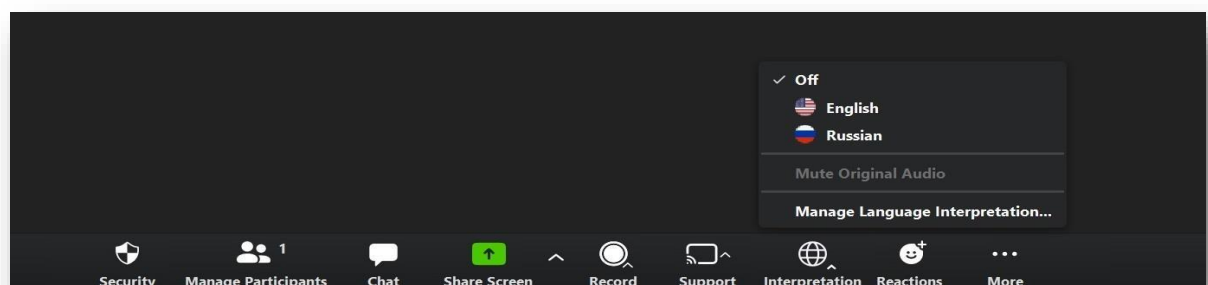 Off
English
Russian
Mute Original Audio
Manage Language Interpretation...
1
Security Manage Participants Chat Share Screen Record Support Interpretation Reactions More